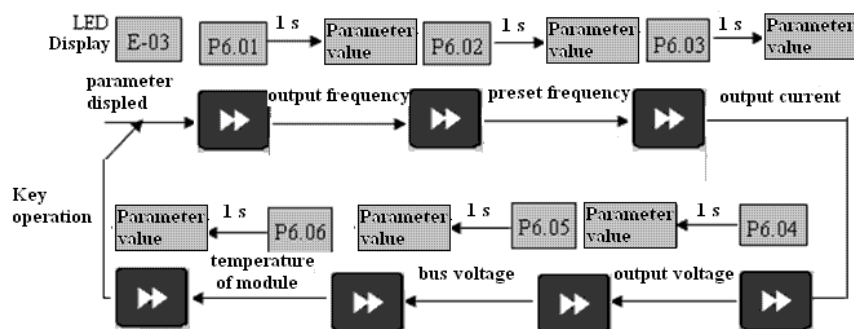 LED
Display
E-03
P6.01
1 s
Parameter
value
P6.02
1 s
Parameter
value
P6.03
1 s
Parameter
value
parameter
displed
output frequency
preset frequency
output current
Key
operation
Parameter
value
1 s
P6.06
Parameter
value
1 s
P6.05
Parameter
value
1 s
P6.04
temperature
of module
bus voltage
output voltage